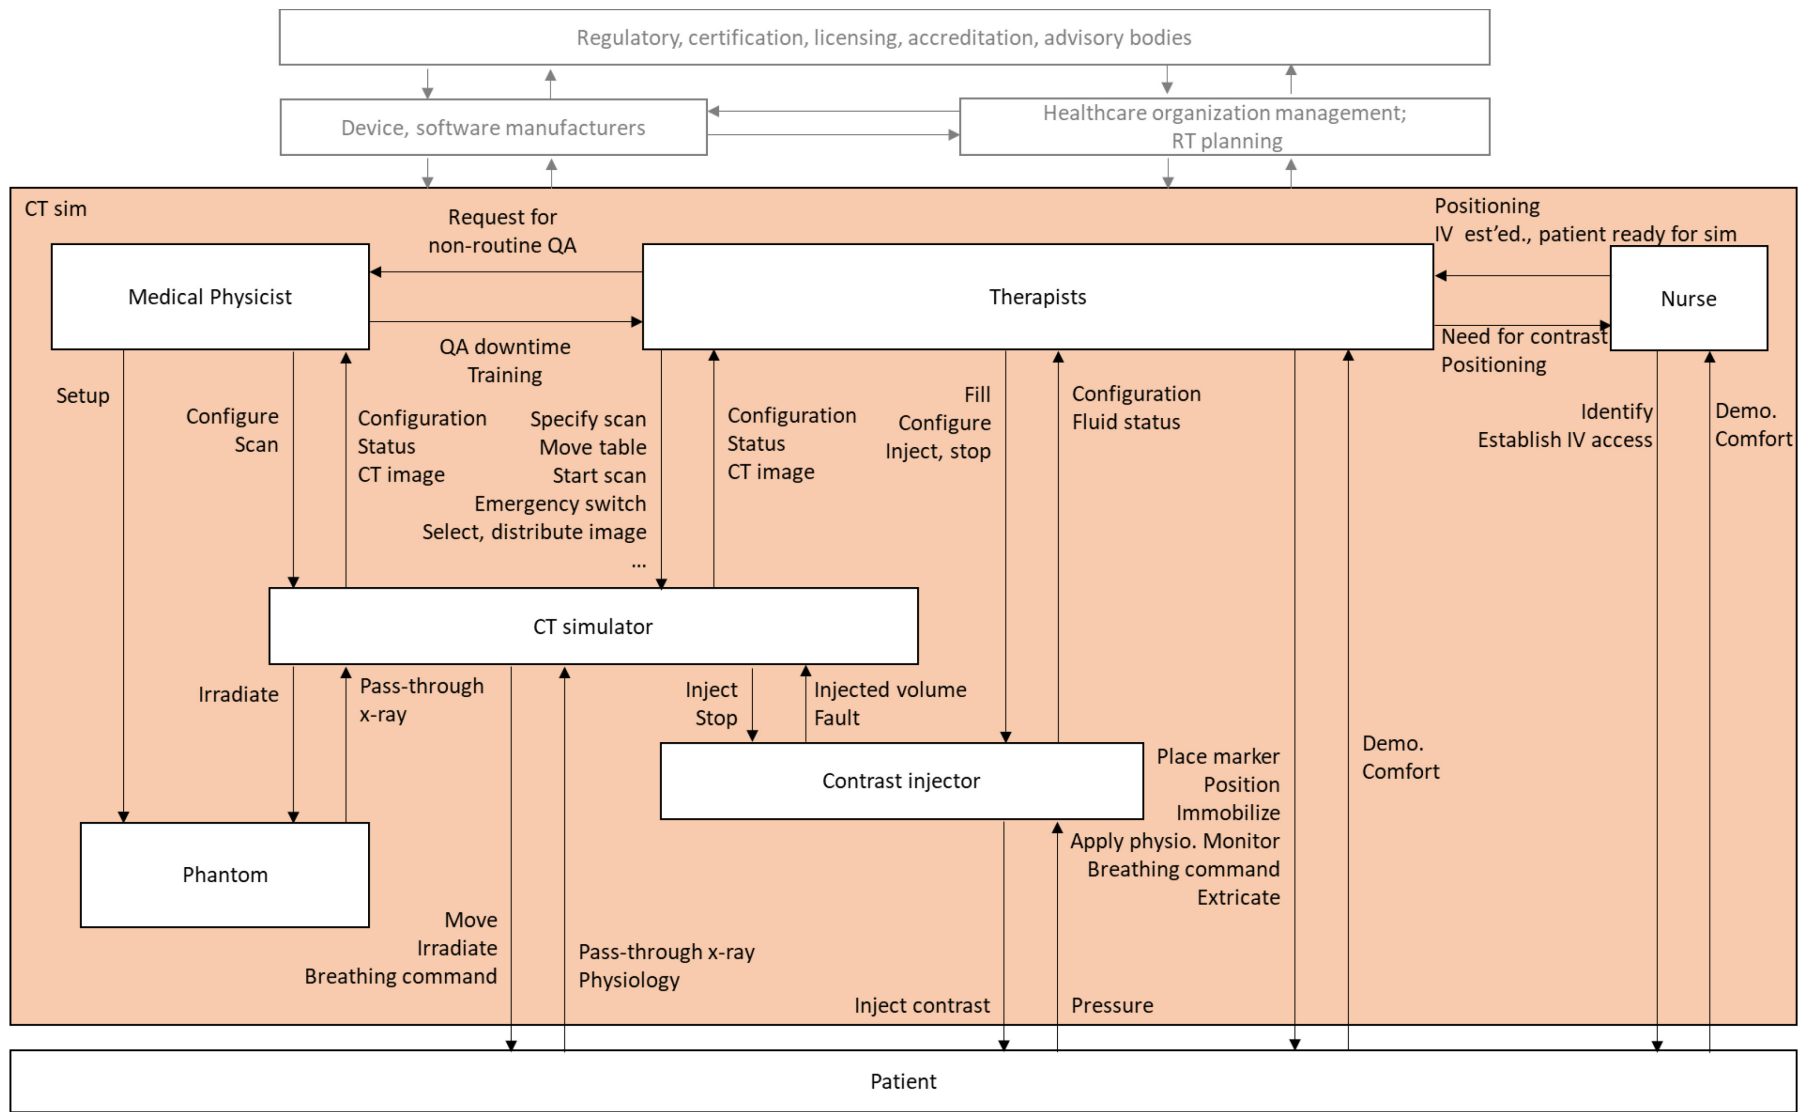 Regulatory, certification, licensing, accreditation, advisory bodies
Device, software manufacturers
Healthcare organization management;
RT planning
CT sim
Request for
non-routine QA
Positioning
IV est'ed., patient ready for sim
Medical Physicist
Therapists
Nurse
QA downtime
Training
Need for contrast
Positioning
Setup
Configure
Scan
Configuration
Status
CT image
Specify scan
Move table
Start scan
Emergency switch
Select, distribute image
...
Configuration
Status
CT image
Fill
Configure
Inject, stop
Configuration
Fluid status
Identify
Establish IV access
Demo.
Comfort
CT simulator
Irradiate
Pass-through
x-ray
Inject
Stop
Injected volume
Fault
Contrast injector
Place marker
Position
Immobilize
Apply physio. Monitor
Breathing command
Extricate
Demo.
Comfort
Phantom
Move
Irradiate
Breathing command
Pass-through x-ray
Physiology
Inject contrast
Pressure
Patient